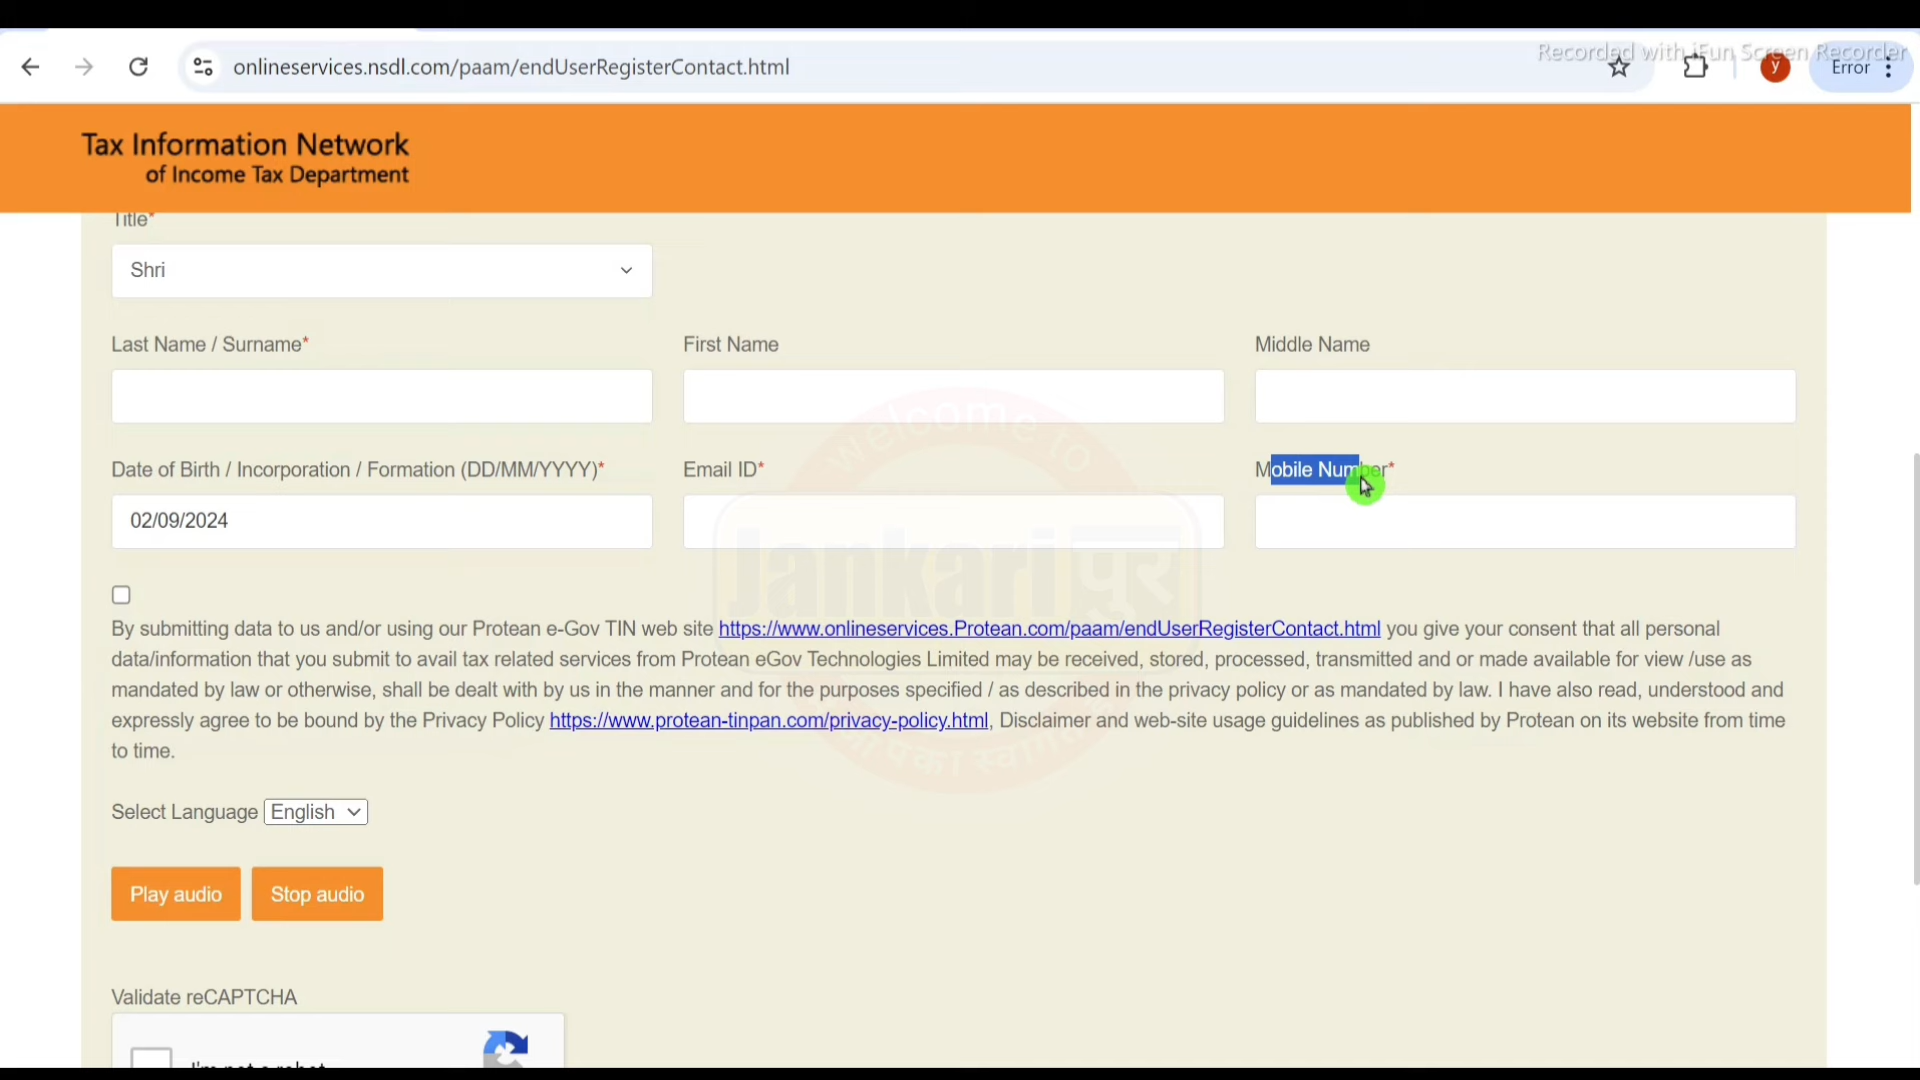 Recorded with iFun Screen Recorder
onlineservices.nsdl.com/paam/endUserRegisterContact.html
y
Error
Tax Information Network
of Income Tax Department
Title*
Shri
Last Name / Surname*
First Name
Middle Name
Date of Birth / Incorporation / Formation (DD/MM/YYYY)*
Email ID*
Mobile Number*
02/09/2024
welcome to
Jankari पुर
By submitting data to us and/or using our Protean e-Gov TIN web site https://www.onlineservices.Protean.com/paam/endUserRegisterContact.html you give your consent that all personal
data/information that you submit to avail tax related services from Protean eGov Technologies Limited may be received, stored, processed, transmitted and or made available for view /use as
mandated by law or otherwise, shall be dealt with by us in the manner and for the purposes specified / as described in the privacy policy or as mandated by law. I have also read, understood and
expressly agree to be bound by the Privacy Policy https://www.protean-tinpan.com/privacy-policy.html, Disclaimer and web-site usage guidelines as published by Protean on its website from time
to time.
Select Language English
Play audio
Stop audio
Validate reCAPTCHA
I'm not a robot